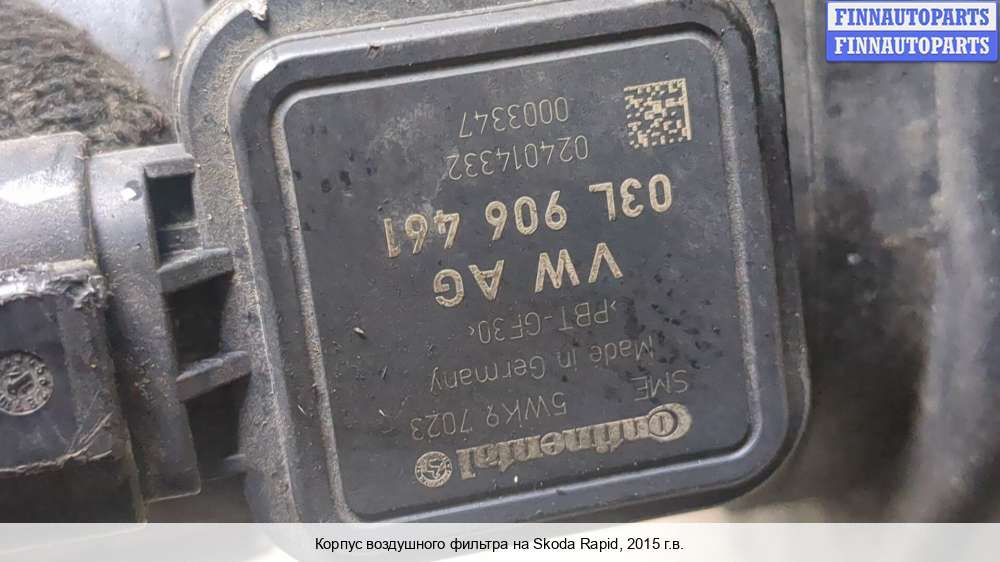 FINNAUTOPARTS
FINNAUTOPARTS
Continental
5WK9 7023
SME
Made in Germany
>PBT-GF30<
VW AG
03L 906 461
024014332
0003347
Корпус воздушного фильтра на Skoda Rapid, 2015 г.в.